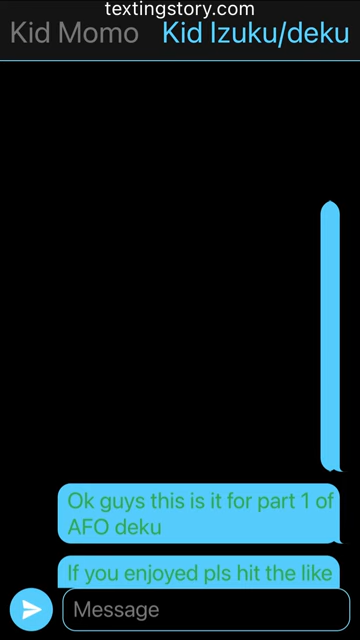 textingstory.com
Kid Momo Kid Izuku/deku
Ok guys this is it for part 1 of
AFO deku
If you enjoyed pls hit the like
Message